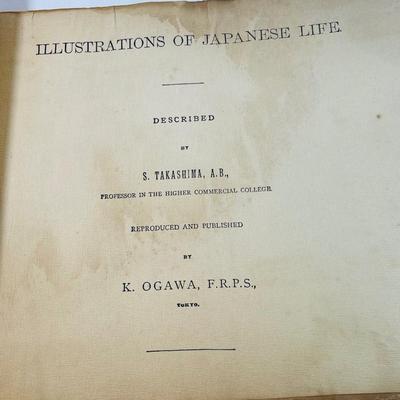 ILLUSTRATIONS OF JAPANESE LIFE.
DESCRIBED
BY
S. TAKASHIMA, A.B.,
PROFESSOR IN THE HIGHER COMMERCIAL COLLEGE.
REPRODUCED AND PUBLISHED
BY
K. OGAWA, F.R.P.S.,
TOKYO.